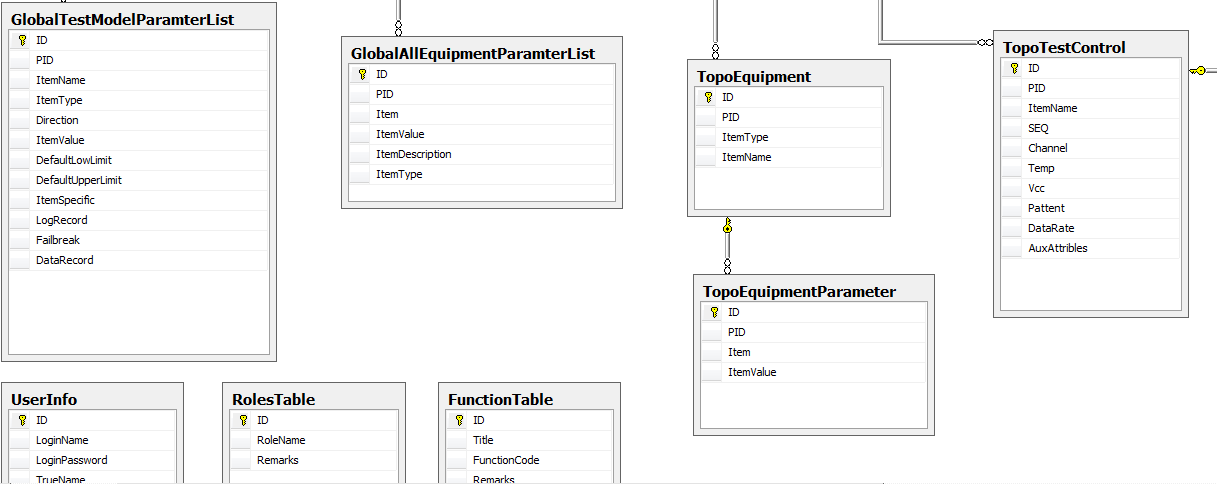 GlobalTestModelParamterList
ID
PID
ItemName
ItemType
Direction
ItemValue
DefaultLowLimit
DefaultUpperLimit
ItemSpecific
LogRecord
Failbreak
DataRecord
GlobalAllEquipmentParamterList
ID
PID
Item
ItemValue
ItemDescription
ItemType
TopoEquipment
ID
PID
ItemType
ItemName
TopoTestControl
ID
PID
ItemName
SEQ
Channel
Temp
Vcc
Pattent
DataRate
AuxAttribles
TopoEquipmentParameter
ID
PID
Item
ItemValue
UserInfo
ID
LoginName
LoginPassword
TrueName
RolesTable
ID
RoleName
Remarks
FunctionTable
ID
Title
FunctionCode
Remarks